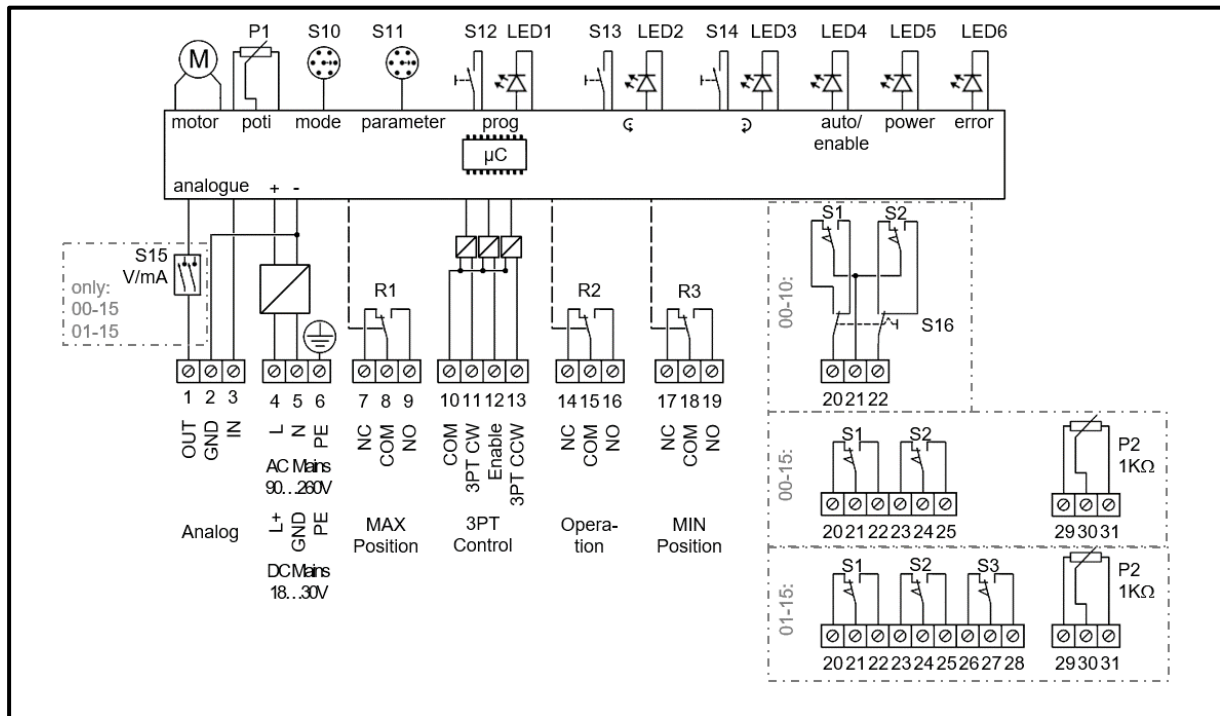 P1 S10 S11 S12 LED1 S13 LED2 S14 LED3 LED4 LED5 LED6
M
motor poti mode parameter prog auto/ power error
enable
µC
analogue + -
S15
V/mA
only:
00-15
01-15
R1 R2 R3
00-10:
S1 S2
S16
1 2 3 4 5 6 7 8 9 10 11 12 13 14 15 16 17 18 19
20 21 22
OUT
GND
IN
L
N
PE
AC Mains
90...260V
L+
GND
PE
DC Mains
18...30V
NC
COM
NO
COM
3PT CW
Enable
3PT CCW
NC
COM
NO
NC
COM
NO
Analog
MAX
Position
3PT
Control
Opera-
tion
MIN
Position
00-15:
S1 S2
20 21 22 23 24 25
P2
1KΩ
29 30 31
01-15:
S1 S2 S3
20 21 22 23 24 25 26 27 28
P2
1KΩ
29 30 31